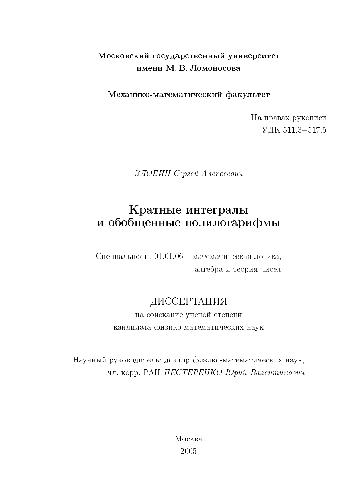 Московский государственный университет
имени М. В. Ломоносова
Механико-математический факультет
На правах рукописи
УДК 511.3+517.5
ЗЛОБИН Сергей Алексеевич
Кратные интегралы
и обобщенные полилогарифмы
Специальность 01.01.06 математическая логика,
алгебра и теория чисел
ДИССЕРТАЦИЯ
на соискание ученой степени
кандидата физико-математических наук
Научный руководитель: доктор физико-математических наук,
чл.-корр. РАН НЕСТЕРЕНКО Юрий Валентинович
Москва
2005